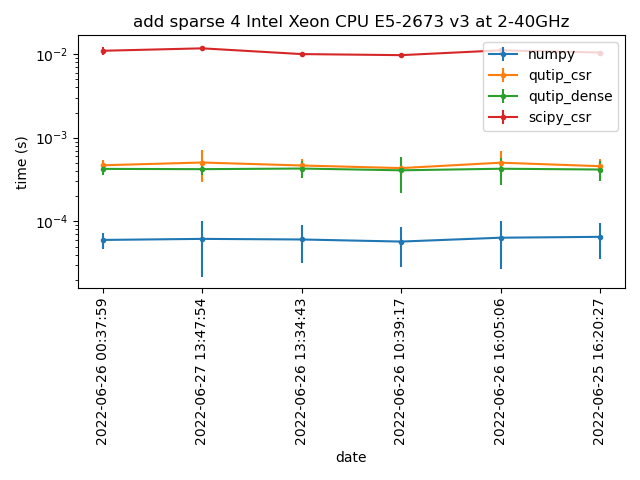 add sparse 4 Intel Xeon CPU E5-2673 v3 at 2-40GHz
numpy
qutip_csr
qutip_dense
scipy_csr
time (s)
10⁻²
10⁻³
10⁻⁴
2022-06-26 00:37:59
2022-06-27 13:47:54
2022-06-26 13:34:43
2022-06-26 10:39:17
2022-06-26 16:05:06
2022-06-25 16:20:27
date